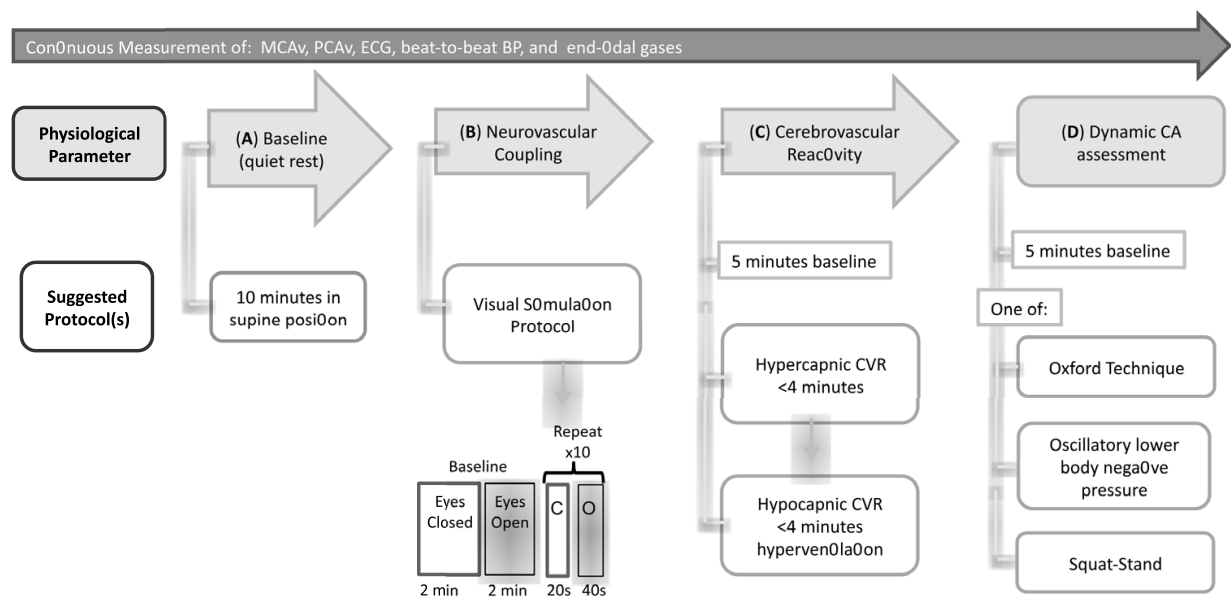 Con0nuous Measurement of:  MCAv, PCAv, ECG, beat-to-beat BP, and  end-0dal gases
Physiological
Parameter
(A) Baseline
(quiet rest)
(B) Neurovascular
Coupling
(C) Cerebrovascular
Reac0vity
(D) Dynamic CA
assessment
Suggested
Protocol(s)
10 minutes in
supine posi0on
Visual S0mula0on
Protocol
Repeat
x10
Baseline
Eyes
Closed
Eyes
Open
C
O
2 min
2 min
20s
40s
5 minutes baseline
Hypercapnic CVR
<4 minutes
Hypocapnic CVR
<4 minutes
hyperven0la0on
5 minutes baseline
One of:
Oxford Technique
Oscillatory lower
body nega0ve
pressure
Squat-Stand